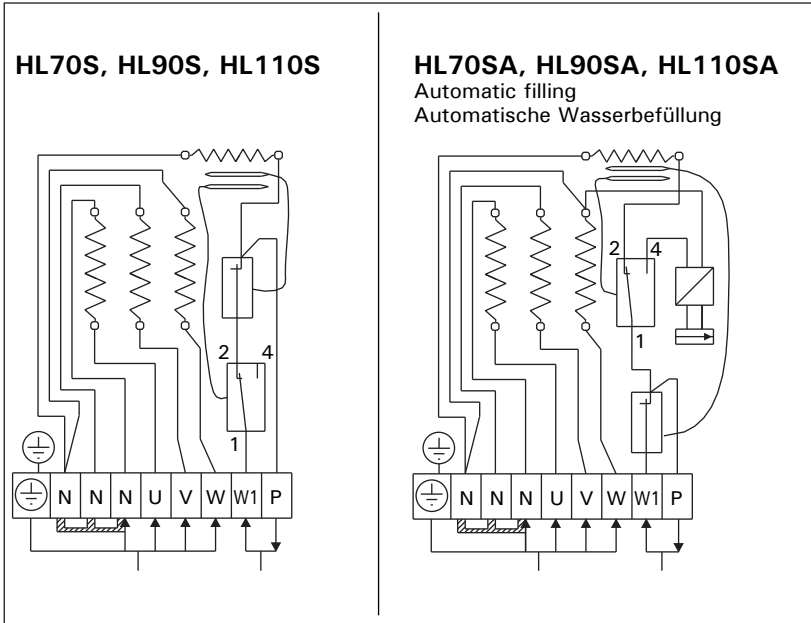 HL70S, HL90S, HL110S
2 4
1
N N N U V W W1 P
HL70SA, HL90SA, HL110SA
Automatic filling
Automatische Wasserbefüllung
2 4
1
N N N U V W W1 P